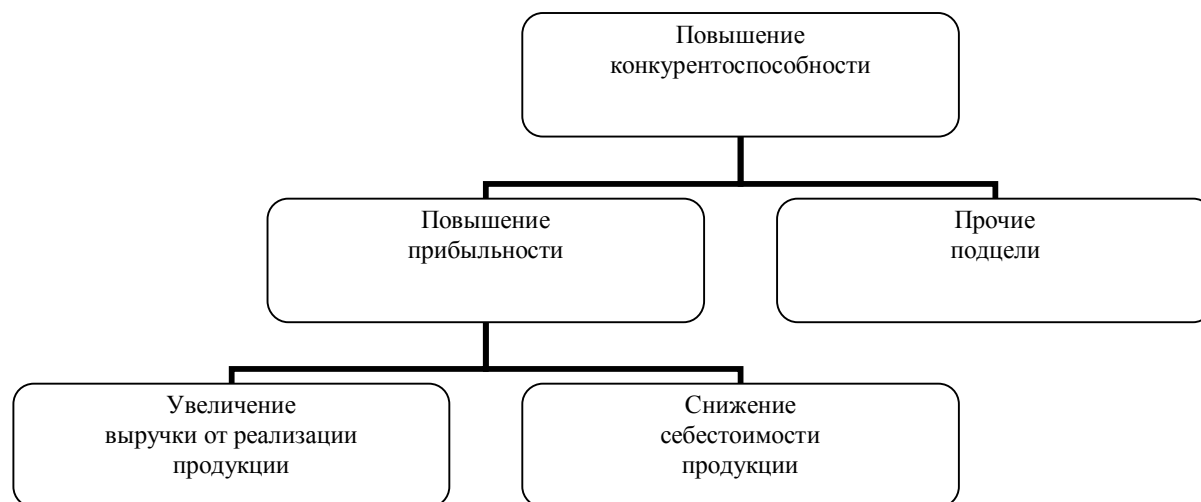 Повышение
конкурентоспособности
Повышение
прибыльности
Прочие
подцели
Увеличение
выручки от реализации
продукции
Снижение
себестоимости
продукции